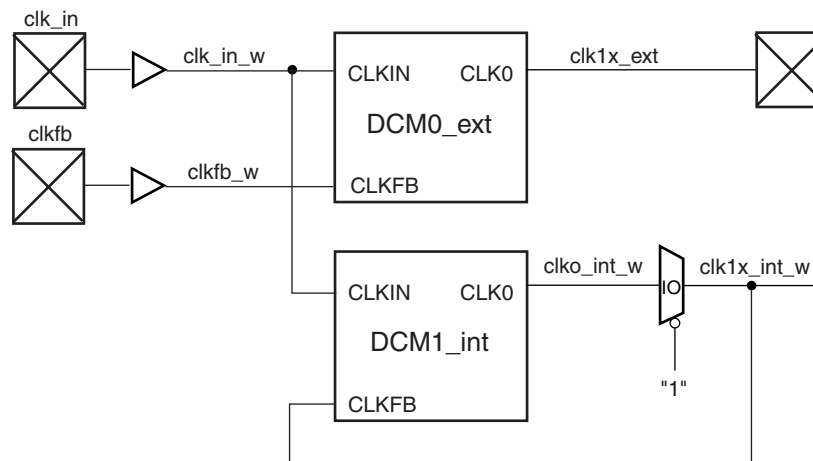 clk_in
clk_in_w
CLKIN
CLK0
clk1x_ext
DCM0_ext
clkfb
clkfb_w
CLKFB
clko_int_w
clk1x_int_w
CLKIN
CLK0
IO
DCM1_int
"1"
CLKFB